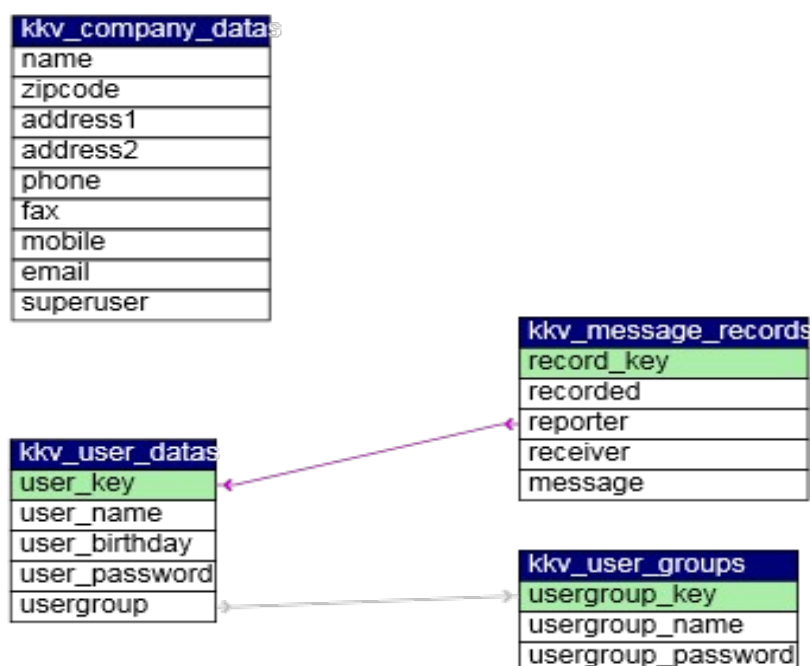 kkv_company_datas
name
zipcode
address1
address2
phone
fax
mobile
email
superuser
kkv_message_records
record_key
recorded
reporter
receiver
message
kkv_user_datas
user_key
user_name
user_birthday
user_password
usergroup
kkv_user_groups
usergroup_key
usergroup_name
usergroup_password